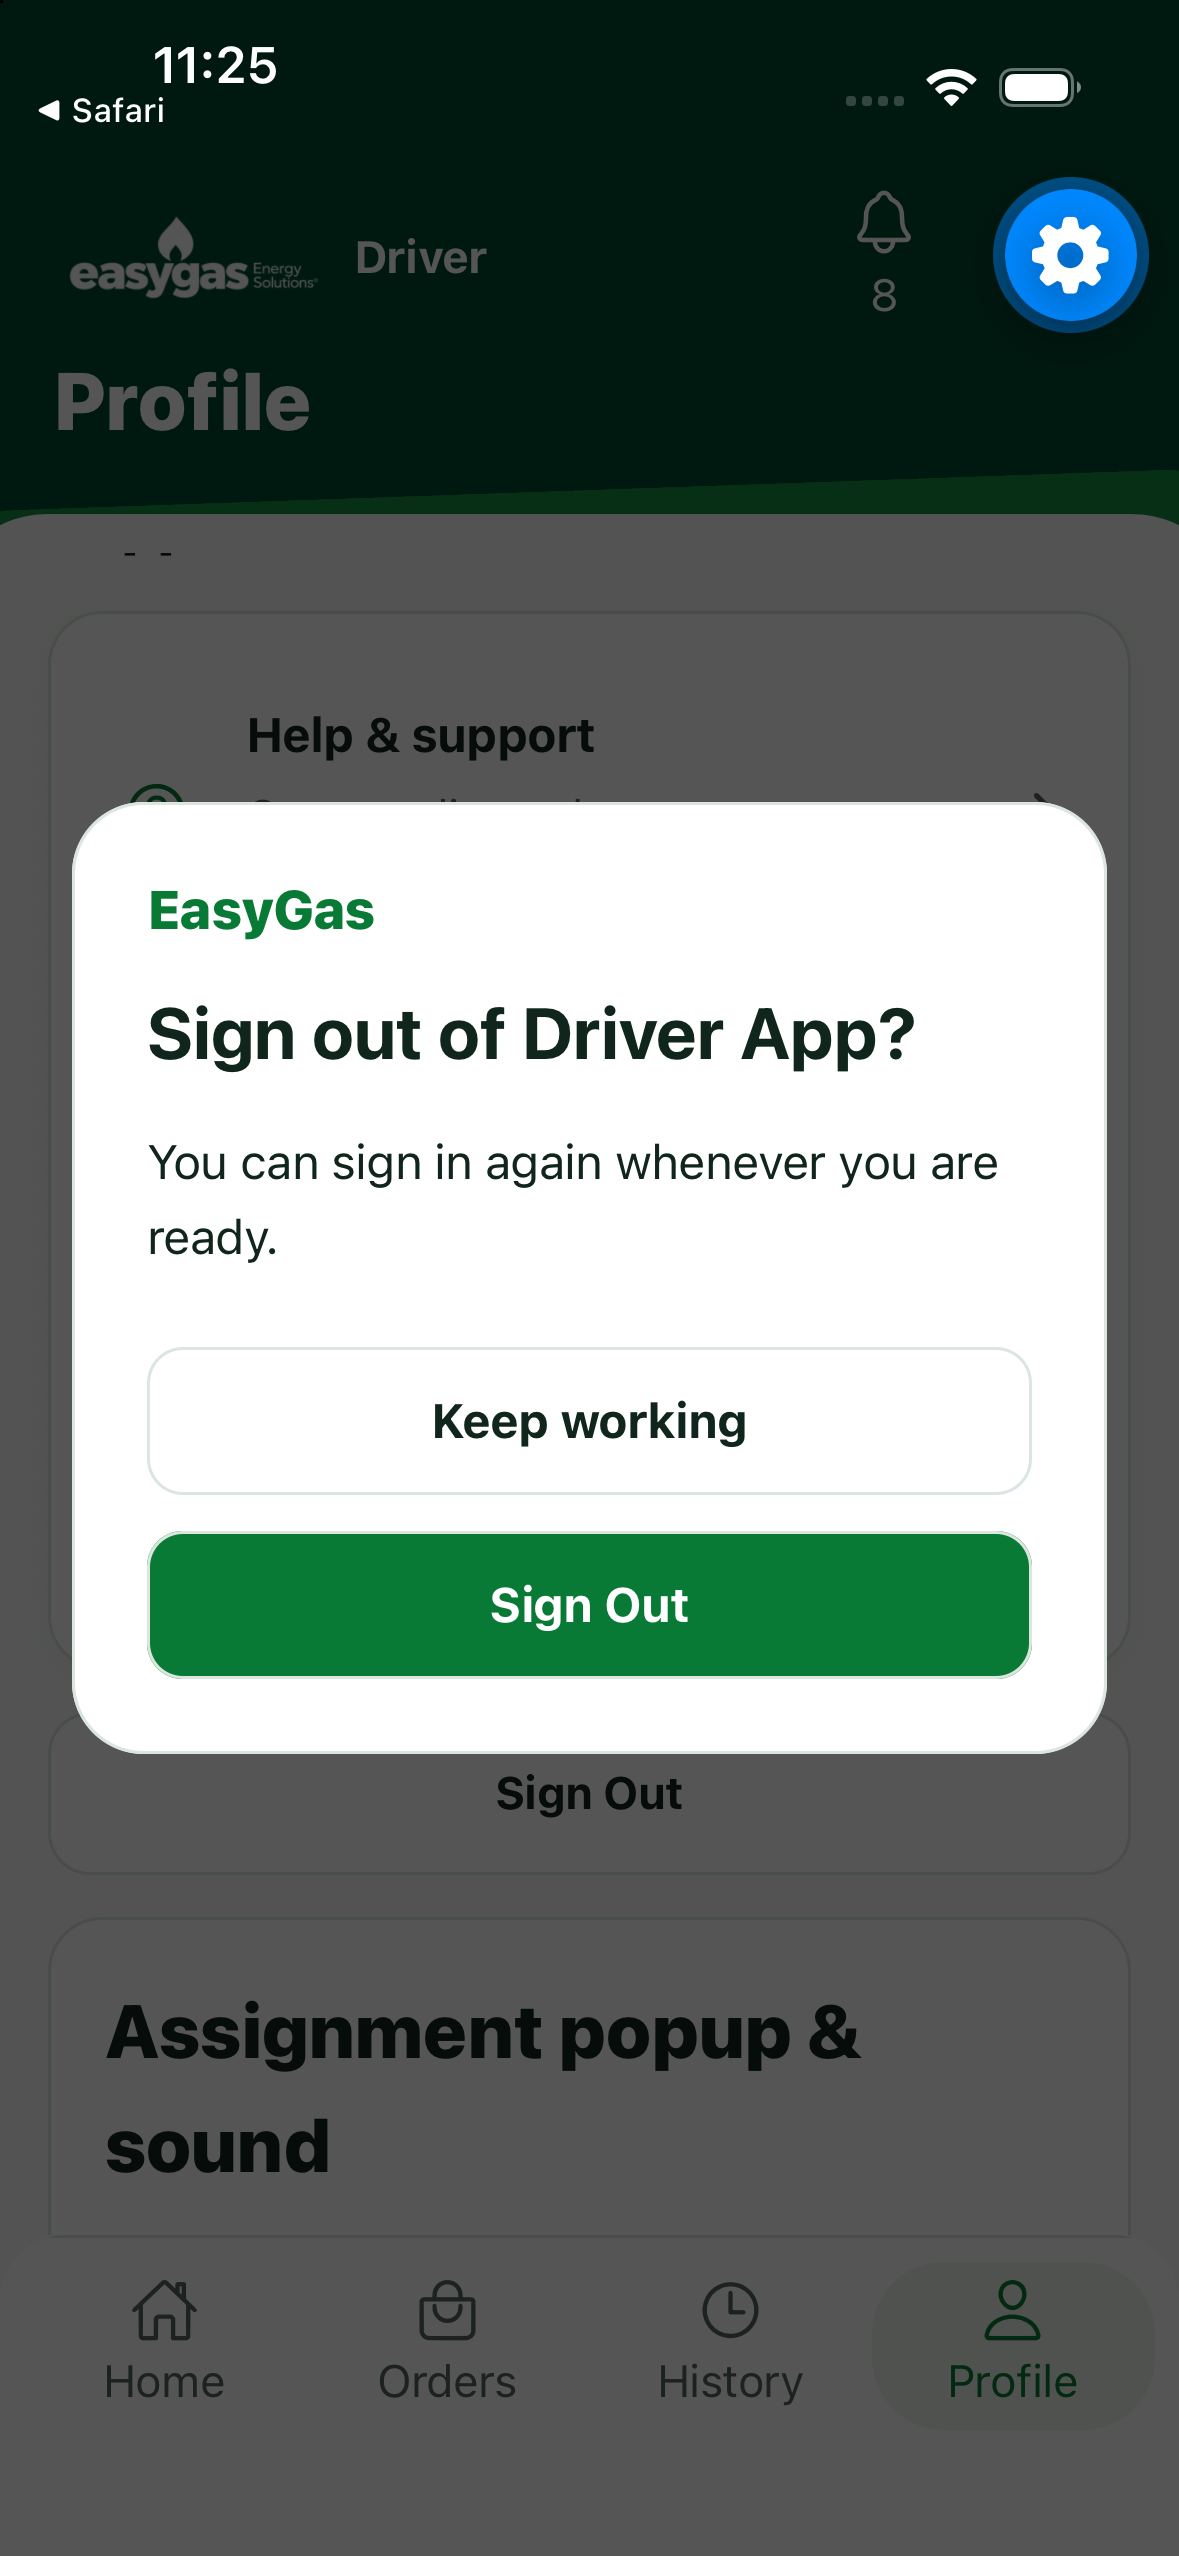 11:25
Safari
easygas Energy Solutions®
Driver
8
Profile
Help & support
EasyGas
Sign out of Driver App?
You can sign in again whenever you are
ready.
Keep working
Sign Out
Sign Out
Assignment popup &
sound
Home
Orders
History
Profile